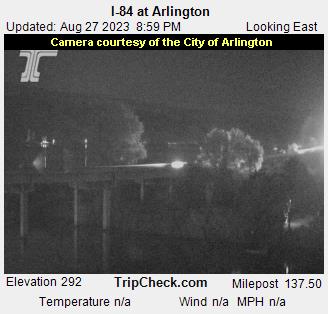 I-84 at Arlington
Updated: Aug 27 2023 8:59 PM Looking East
Camera courtesy of the City of Arlington
Elevation 292 TripCheck.com Milepost 137.50
Temperature n/a Wind n/a MPH n/a